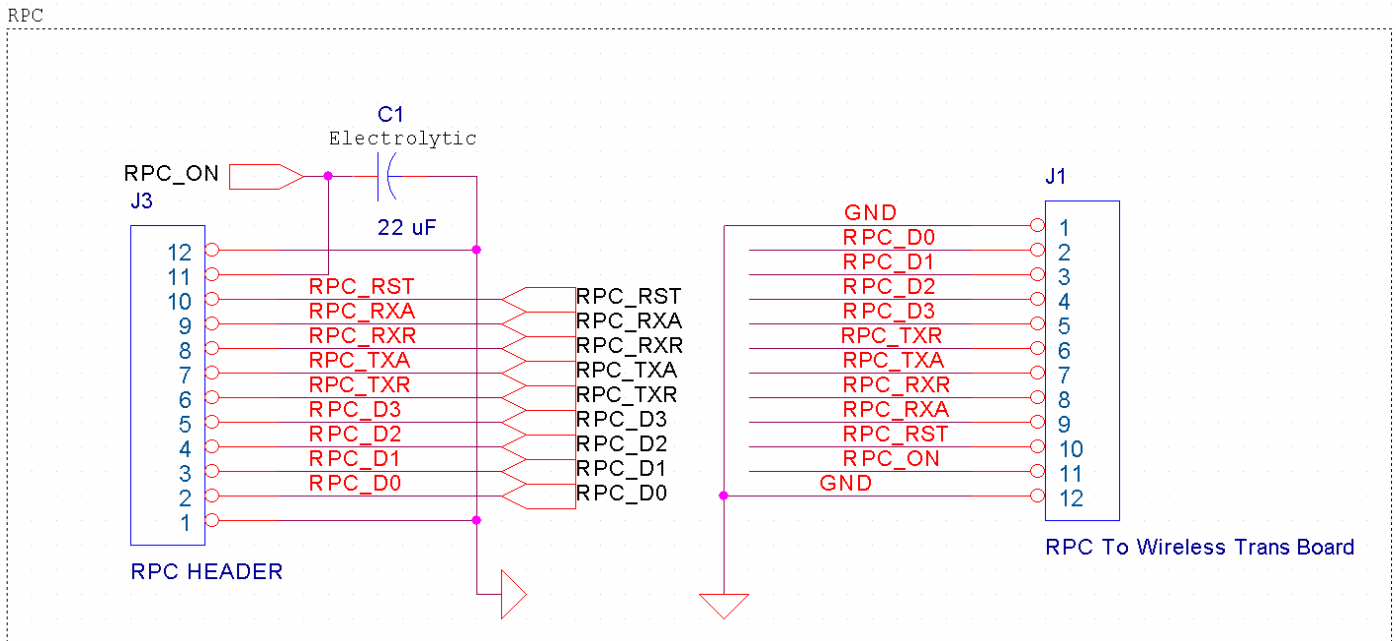 RPC
C1
Electrolytic
RPC_ON
22 uF
J3
12
11
10 RPC_RST RPC_RST
9 RPC_RXA RPC_RXA
8 RPC_RXR RPC_RXR
7 RPC_TXA RPC_TXA
6 RPC_TXR RPC_TXR
5 RPC_D3 RPC_D3
4 RPC_D2 RPC_D2
3 RPC_D1 RPC_D1
2 RPC_D0 RPC_D0
1
RPC HEADER
J1
GND 1
RPC_D0 2
RPC_D1 3
RPC_D2 4
RPC_D3 5
RPC_TXR 6
RPC_TXA 7
RPC_RXR 8
RPC_RXA 9
RPC_RST 10
RPC_ON 11
GND 12
RPC To Wireless Trans Board